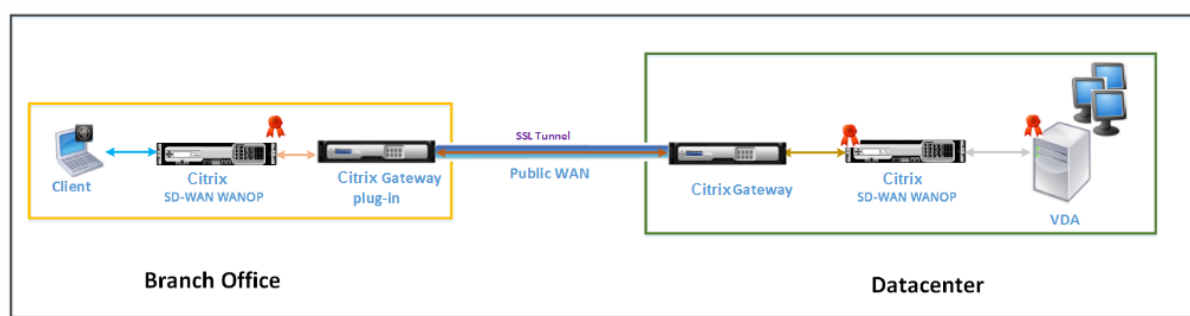 SSL Tunnel
Client
Citrix
SD-WAN WANOP
Citrix Gateway
plug-in
Public WAN
Citrix Gateway
Citrix
SD-WAN WANOP
VDA
Branch Office
Datacenter